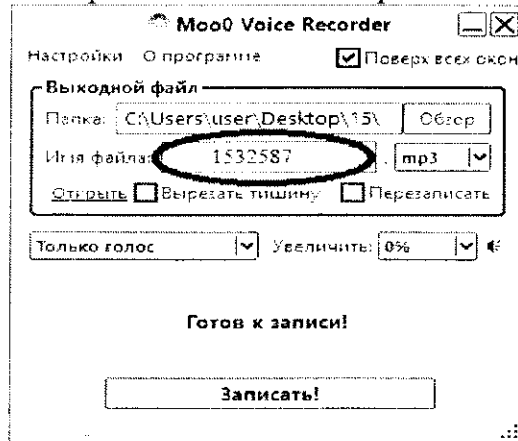 Moo0 Voice Recorder
Настройки О программе Поверх всех окон
Выходной файл
Папка: C:\Users\user\Desktop\15\ Обзор
Имя файла: 1532587 . mp3
Открыть Вырезать тишину Перезаписать
Только голос Увеличить: 0%
Готов к записи!
Записать!